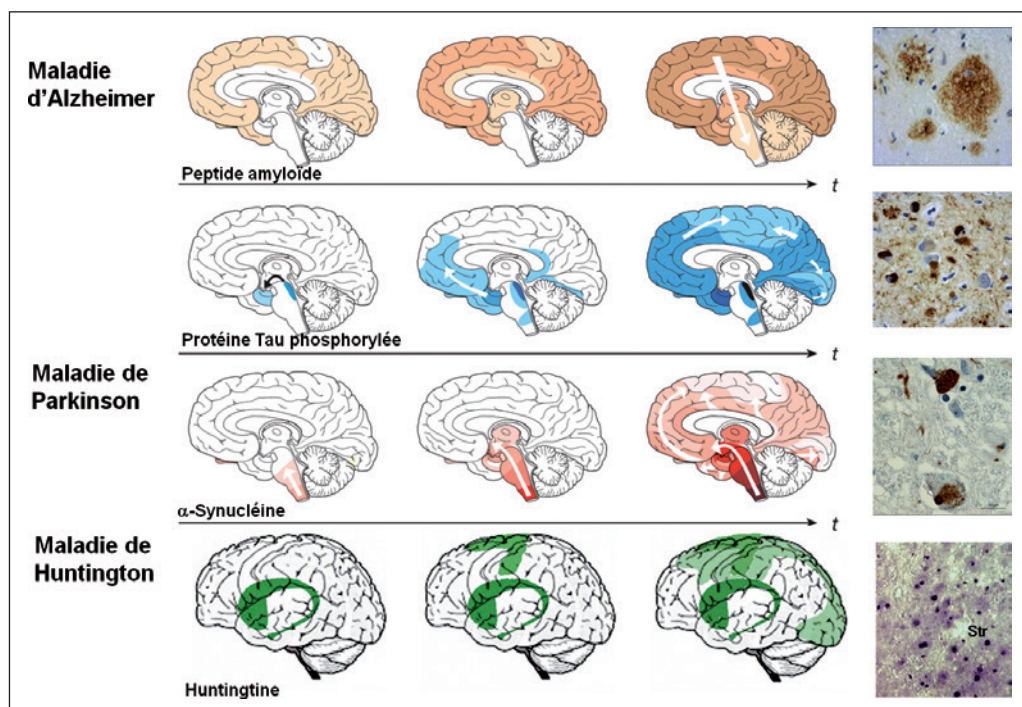 Maladie
d'Alzheimer
Peptide amyloïde
t
Protéine Tau phosphorylée
t
Maladie de
Parkinson
α-Synucléine
t
Maladie de
Huntington
Str
Huntingtine